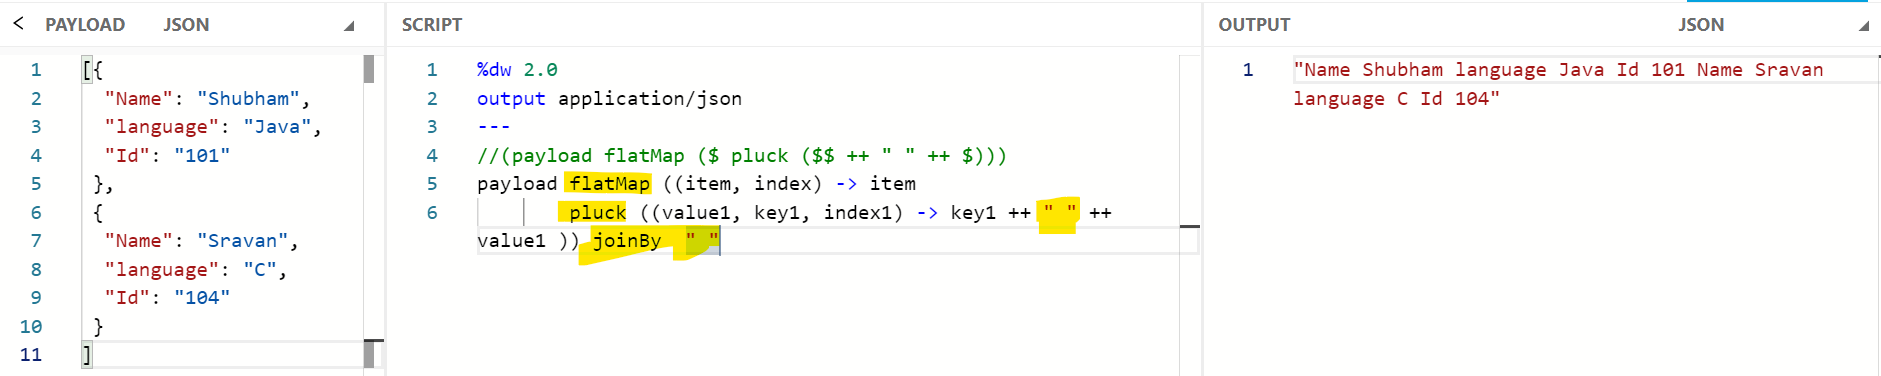 < PAYLOAD JSON
1 [{
2 "Name": "Shubham",
3 "language": "Java",
4 "Id": "101"
5 },
6 {
7 "Name": "Sravan",
8 "language": "C",
9 "Id": "104"
10 }
11 ]
SCRIPT
1 %dw 2.0
2 output application/json
3 ---
4 //(payload flatMap ($ pluck ($$ ++ " " ++ $)))
5 payload flatMap ((item, index) -> item
6 pluck ((value1, key1, index1) -> key1 ++ " " ++
value1 )) joinBy " "
OUTPUT JSON
1 "Name Shubham language Java Id 101 Name Sravan
language C Id 104"